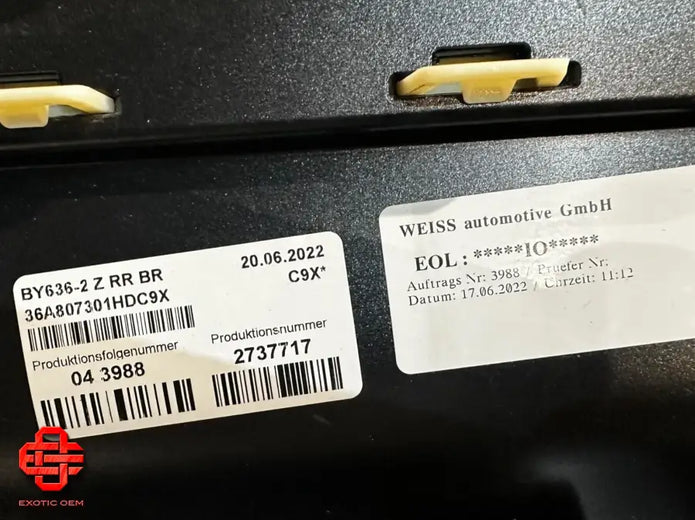 BY636-2 Z RR BR
20.06.2022
36A807301HDC9X
C9X*
Produktionsfolgenummer
04 3988
Produktionsnummer
2737717
WEISS automotive GmbH
EOL : *****IO*****
Auftrags Nr: 3988 / Pruefer Nr:
Datum: 17.06.2022 / Uhrzeit: 11:12
EXOTIC OEM